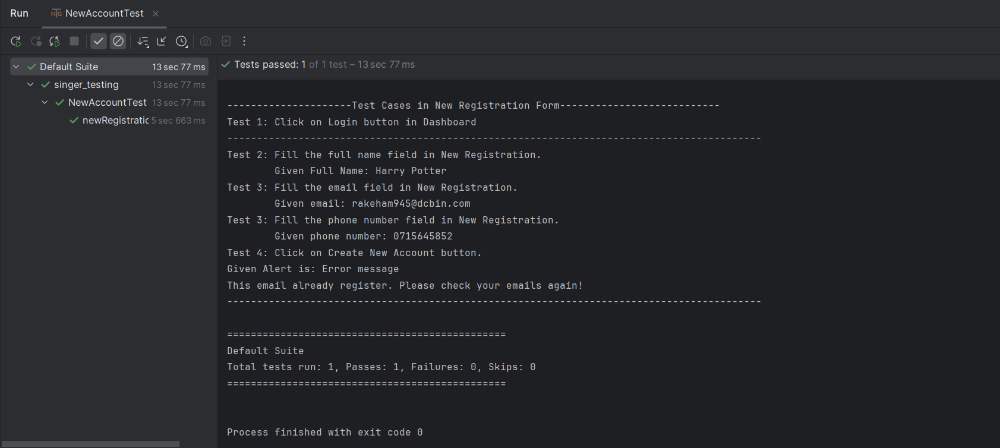 Run NewAccountTest
Default Suite 13 sec 77 ms
singer_testing 13 sec 77 ms
NewAccountTest 13 sec 77 ms
newRegistratic 5 sec 663 ms
Tests passed: 1 of 1 test – 13 sec 77 ms
---------------------Test Cases in New Registration Form---------------------------
Test 1: Click on Login button in Dashboard
------------------------------------------------------------------------------------------
Test 2: Fill the full name field in New Registration.
Given Full Name: Harry Potter
Test 3: Fill the email field in New Registration.
Given email: rakeham945@dcbin.com
Test 3: Fill the phone number field in New Registration.
Given phone number: 0715645852
Test 4: Click on Create New Account button.
Given Alert is: Error message
This email already register. Please check your emails again!
------------------------------------------------------------------------------------------
===============================================
Default Suite
Total tests run: 1, Passes: 1, Failures: 0, Skips: 0
===============================================
Process finished with exit code 0